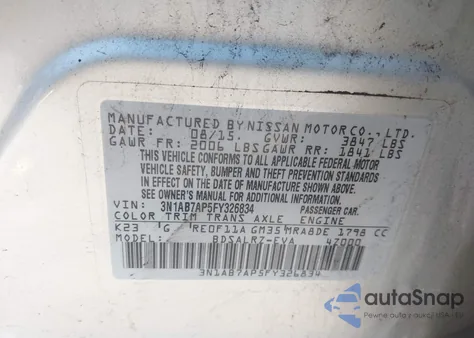 MANUFACTURED BY NISSAN MOTOR CO., LTD.
DATE: 08/15 GVWR: 3847 LBS
GAWR FR: 2006 LBS GAWR RR: 1841 LBS
THIS VEHICLE CONFORMS TO ALL APPLICABLE FEDERAL MOTOR
VEHICLE SAFETY, BUMPER AND THEFT PREVENTION
STANDARDS IN EFFECT ON THE DATE OF
MANUFACTURE SHOWN ABOVE.
SEE OWNER'S MANUAL FOR ADDITIONAL INFORMATION.
3N1AB7AP5FY326834 PASSENGER CAR.
COLOR TRIM TRANS AXLE ENGINE
K23 G RE0F11A GM35 MRA8DE 1798 CC
BDSALRZ-EVA 4Z000
3N1AB7AP5FY326834
autoSnap